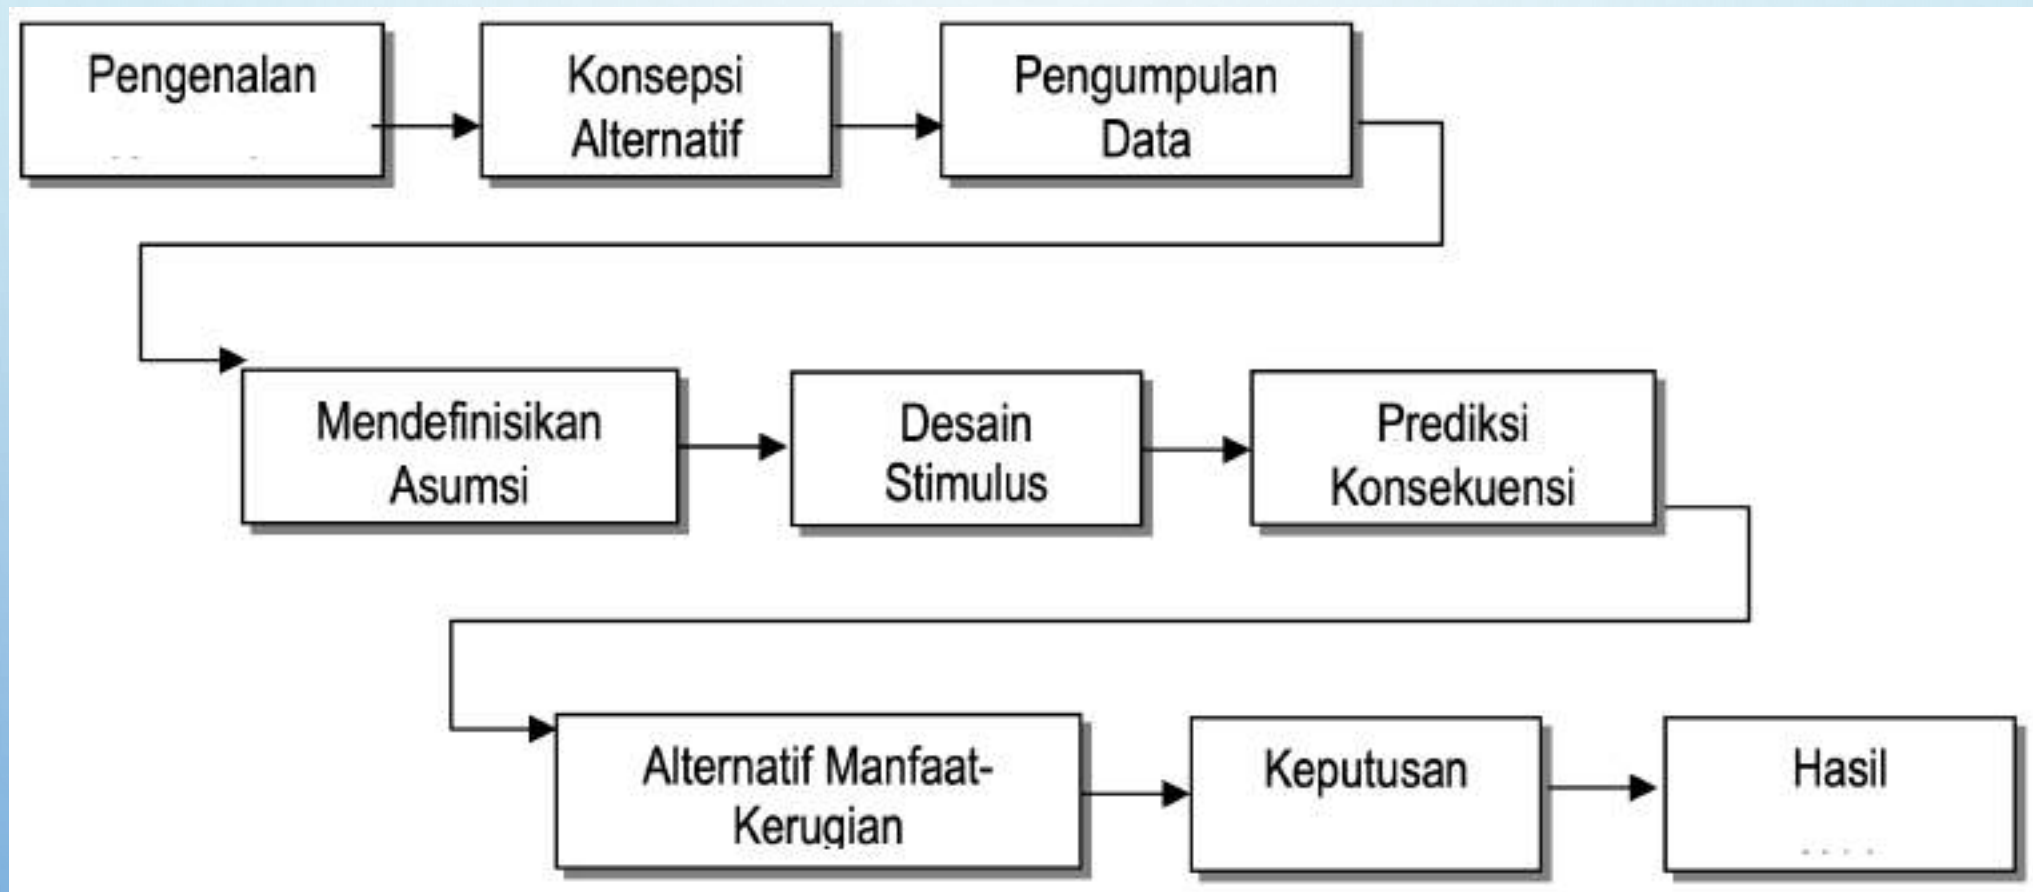 Pengenalan
Konsepsi
Alternatif
Pengumpulan
Data
Mendefinisikan
Asumsi
Desain
Stimulus
Prediksi
Konsekuensi
Alternatif Manfaat-
Kerugian
Keputusan
Hasil